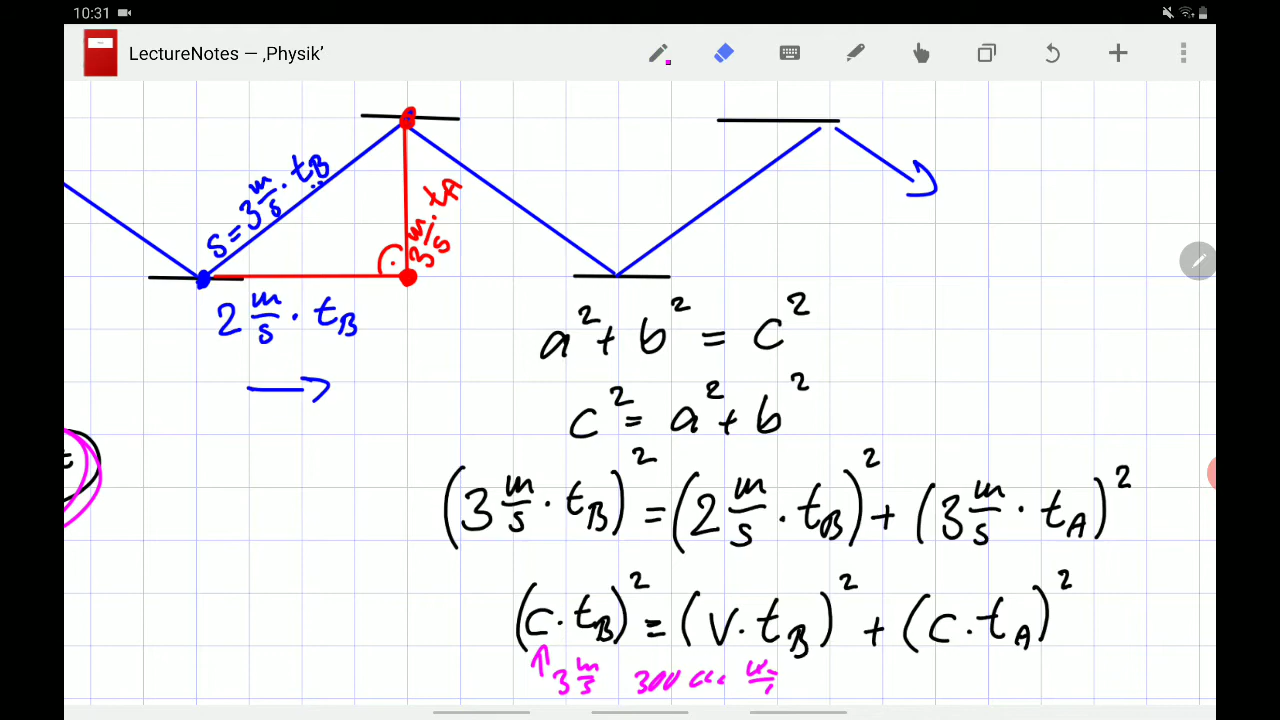 10:31
LectureNotes — ‚Physik’
s = 3 m/s · tB
3 m/s · tA
2 m/s · tB
a² + b² = c²
c² = a² + b²
(3 m/s · tB)² = (2 m/s · tB)² + (3 m/s · tA)²
(c · tB)² = (v · tB)² + (c · tA)²
↑ 3 m/s 300